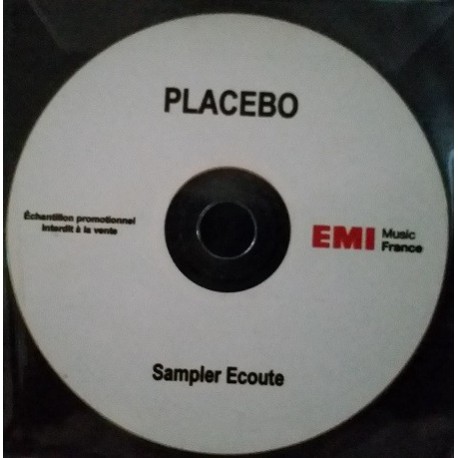 PLACEBO
Échantillon promotionnel
Interdit à la vente
EMI Music
France
Sampler Ecoute